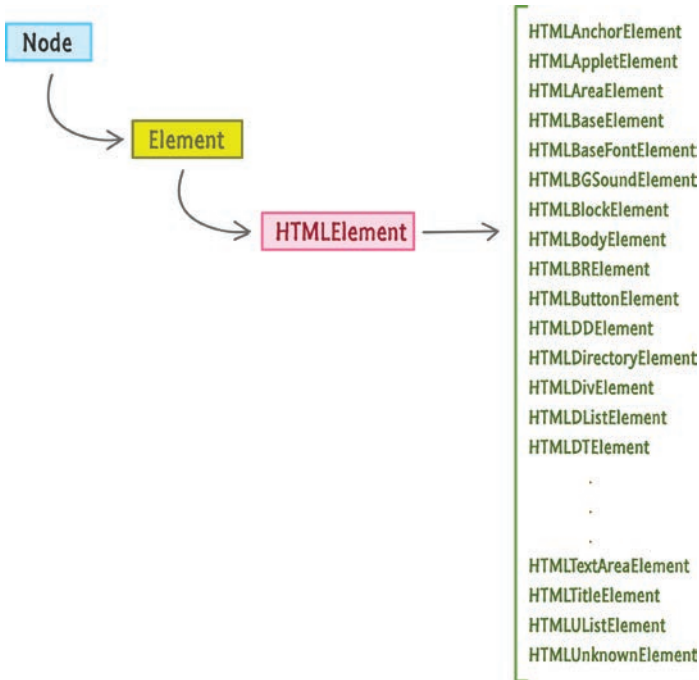 Node
Element
HTMLElement
HTMLAnchorElement
HTMLAppletElement
HTMLAreaElement
HTMLBaseElement
HTMLBaseFontElement
HTMLBGSoundElement
HTMLBlockElement
HTMLBodyElement
HTMLBRElement
HTMLButtonElement
HTMLDDElement
HTMLDirectoryElement
HTMLDivElement
HTMLDListElement
HTMLDTElement
.
.
.
HTMLTextAreaElement
HTMLTitleElement
HTMLUListElement
HTMLUnknownElement